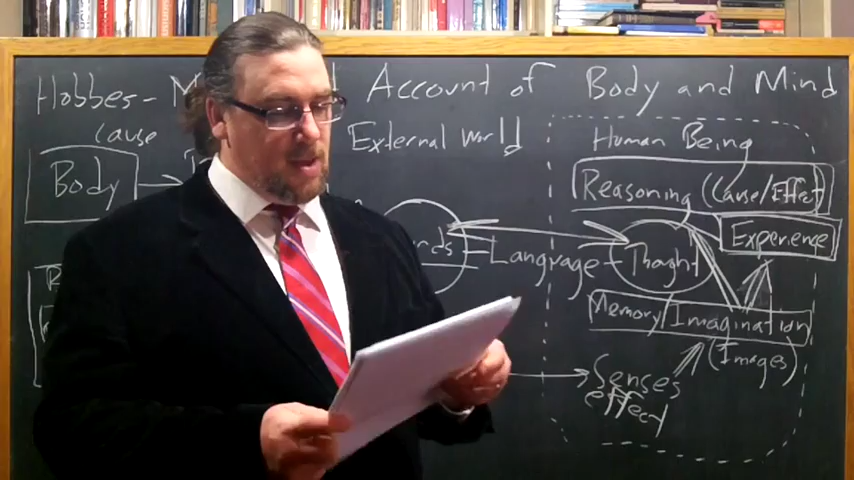 Hobbes- Account of Body and Mind
Cause
External world
Human Being
Body
Reasoning (Cause/Effect)
Experience
Language
Thoght
Memory/Imagination
(Images)
Senses
effect